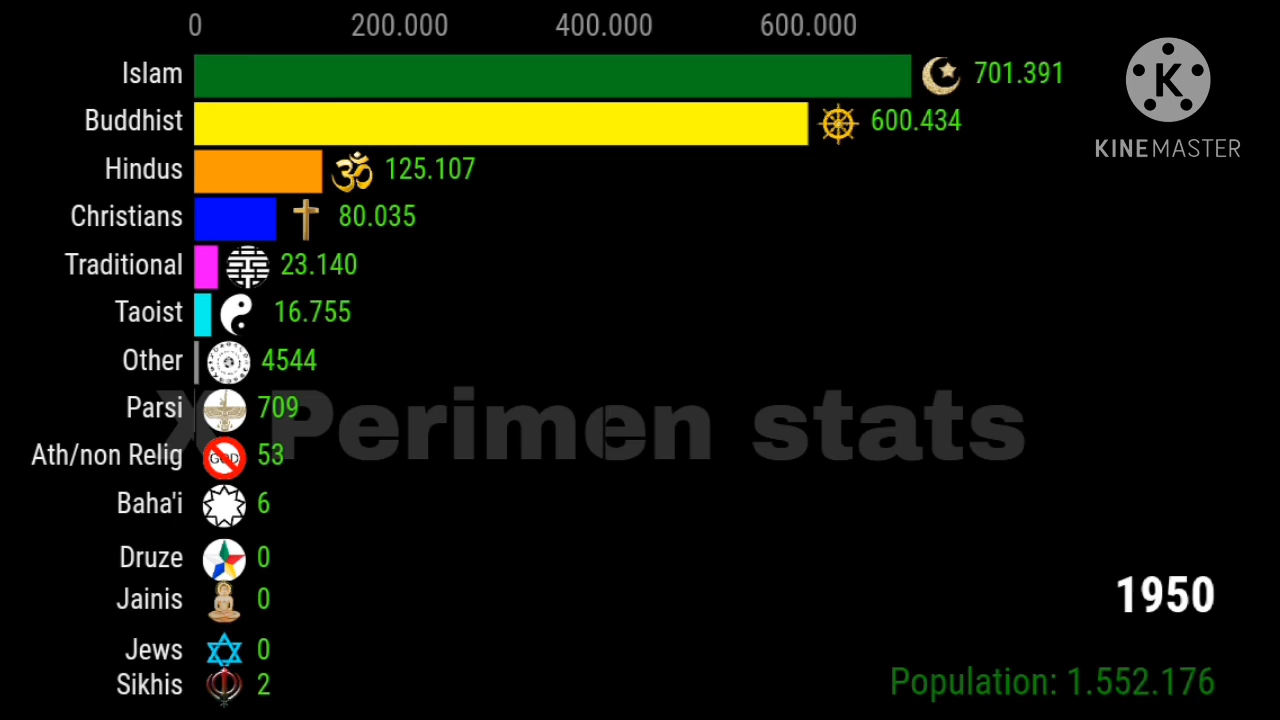 0 200.000 400.000 600.000
Islam 701.391
Buddhist 600.434
Hindus 125.107
Christians 80.035
Traditional 23.140
Taoist 16.755
Other 4544
Parsi 709
Ath/non Relig GOD 53
Baha'i 6
Druze 0
Jainis 0
Jews 0
Sikhis 2
K
KINEMASTER
X Perimen stats
1950
Population: 1.552.176